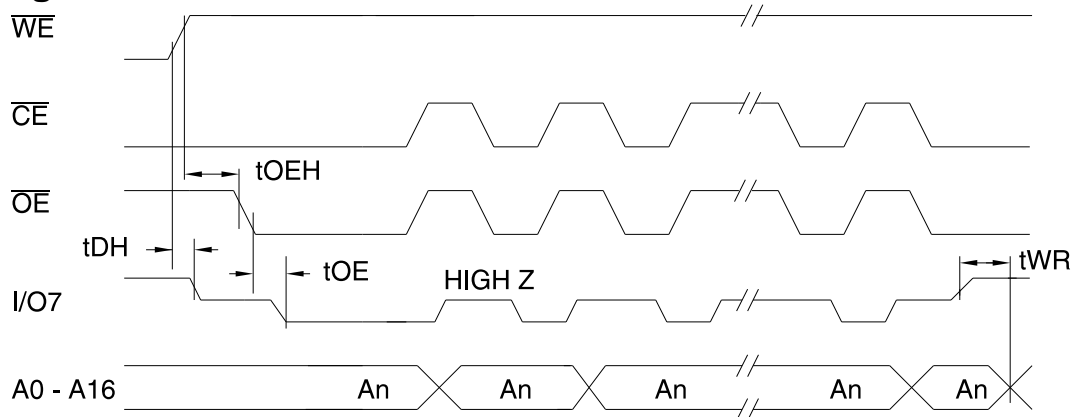 WE
CE
tOEH
OE
tDH
tOE
HIGH Z
tWR
I/O7
A0 - A16 An An An An An